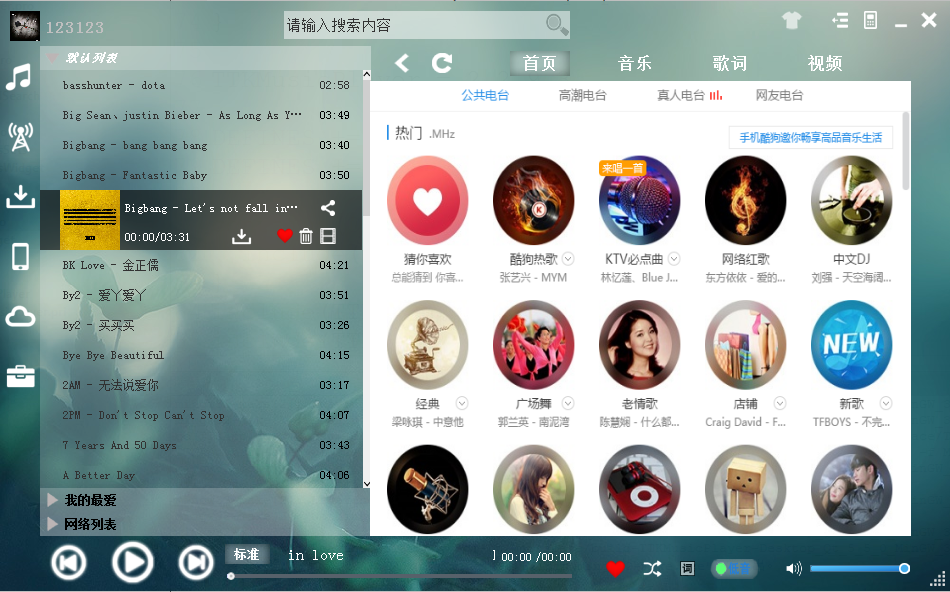 123123
请输入搜索内容
默认列表
basshunter - dota 02:58
Big Sean、justin Bieber - As Long As Y··· 03:49
Bigbang - bang bang bang 03:40
Bigbang - Fantastic Baby 03:50
Bigbang - Let's not fall in···
00:00/03:31
BK Love - 金正儒 04:21
By2 - 爱丫爱丫 03:51
By2 - 买买买 03:26
Bye Bye Beautiful 04:15
2AM - 无法说爱你 03:17
2PM - Don't Stop Can't Stop 04:07
7 Years And 50 Days 03:43
A Better Day 04:06
我的最爱
网络列表
首页 音乐 歌词 视频
公共电台 高潮电台 真人电台 网友电台
热门 .MHz
手机酷狗邀你畅享高品音乐生活
来唱一首
K
猜你喜欢 酷狗热歌 KTV必点曲 网络红歌 中文DJ
总能猜到 你喜... 张艺兴 - MYM 林忆莲、Blue J... 东方依依 - 爱的... 刘强 - 天空海阔...
NEW
经典 广场舞 老情歌 店铺 新歌
梁咏琪 - 中意他 郭兰英 - 南泥湾 陈慧娴 - 什么都... Craig David - F... TFBOYS - 不完...
标准 in love 00:00 /00:00
词